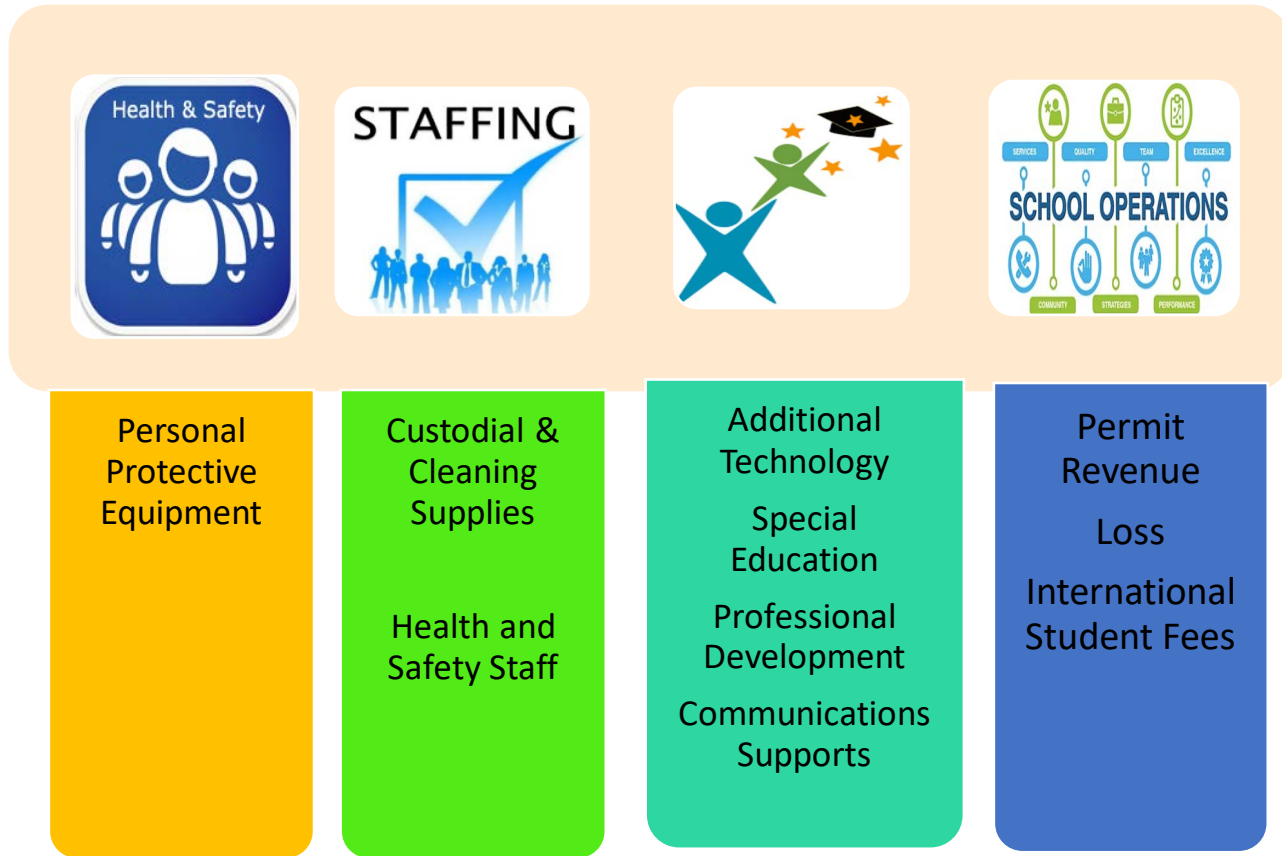 Health & Safety
STAFFING
SERVICES
QUALITY
TEAM
EXCELLENCE
SCHOOL OPERATIONS
COMMUNITY
STRATEGIES
PERFORMANCE
Personal
Protective
Equipment
Custodial &
Cleaning
Supplies
Health and
Safety Staff
Additional
Technology
Special
Education
Professional
Development
Communications
Supports
Permit
Revenue
Loss
International
Student Fees